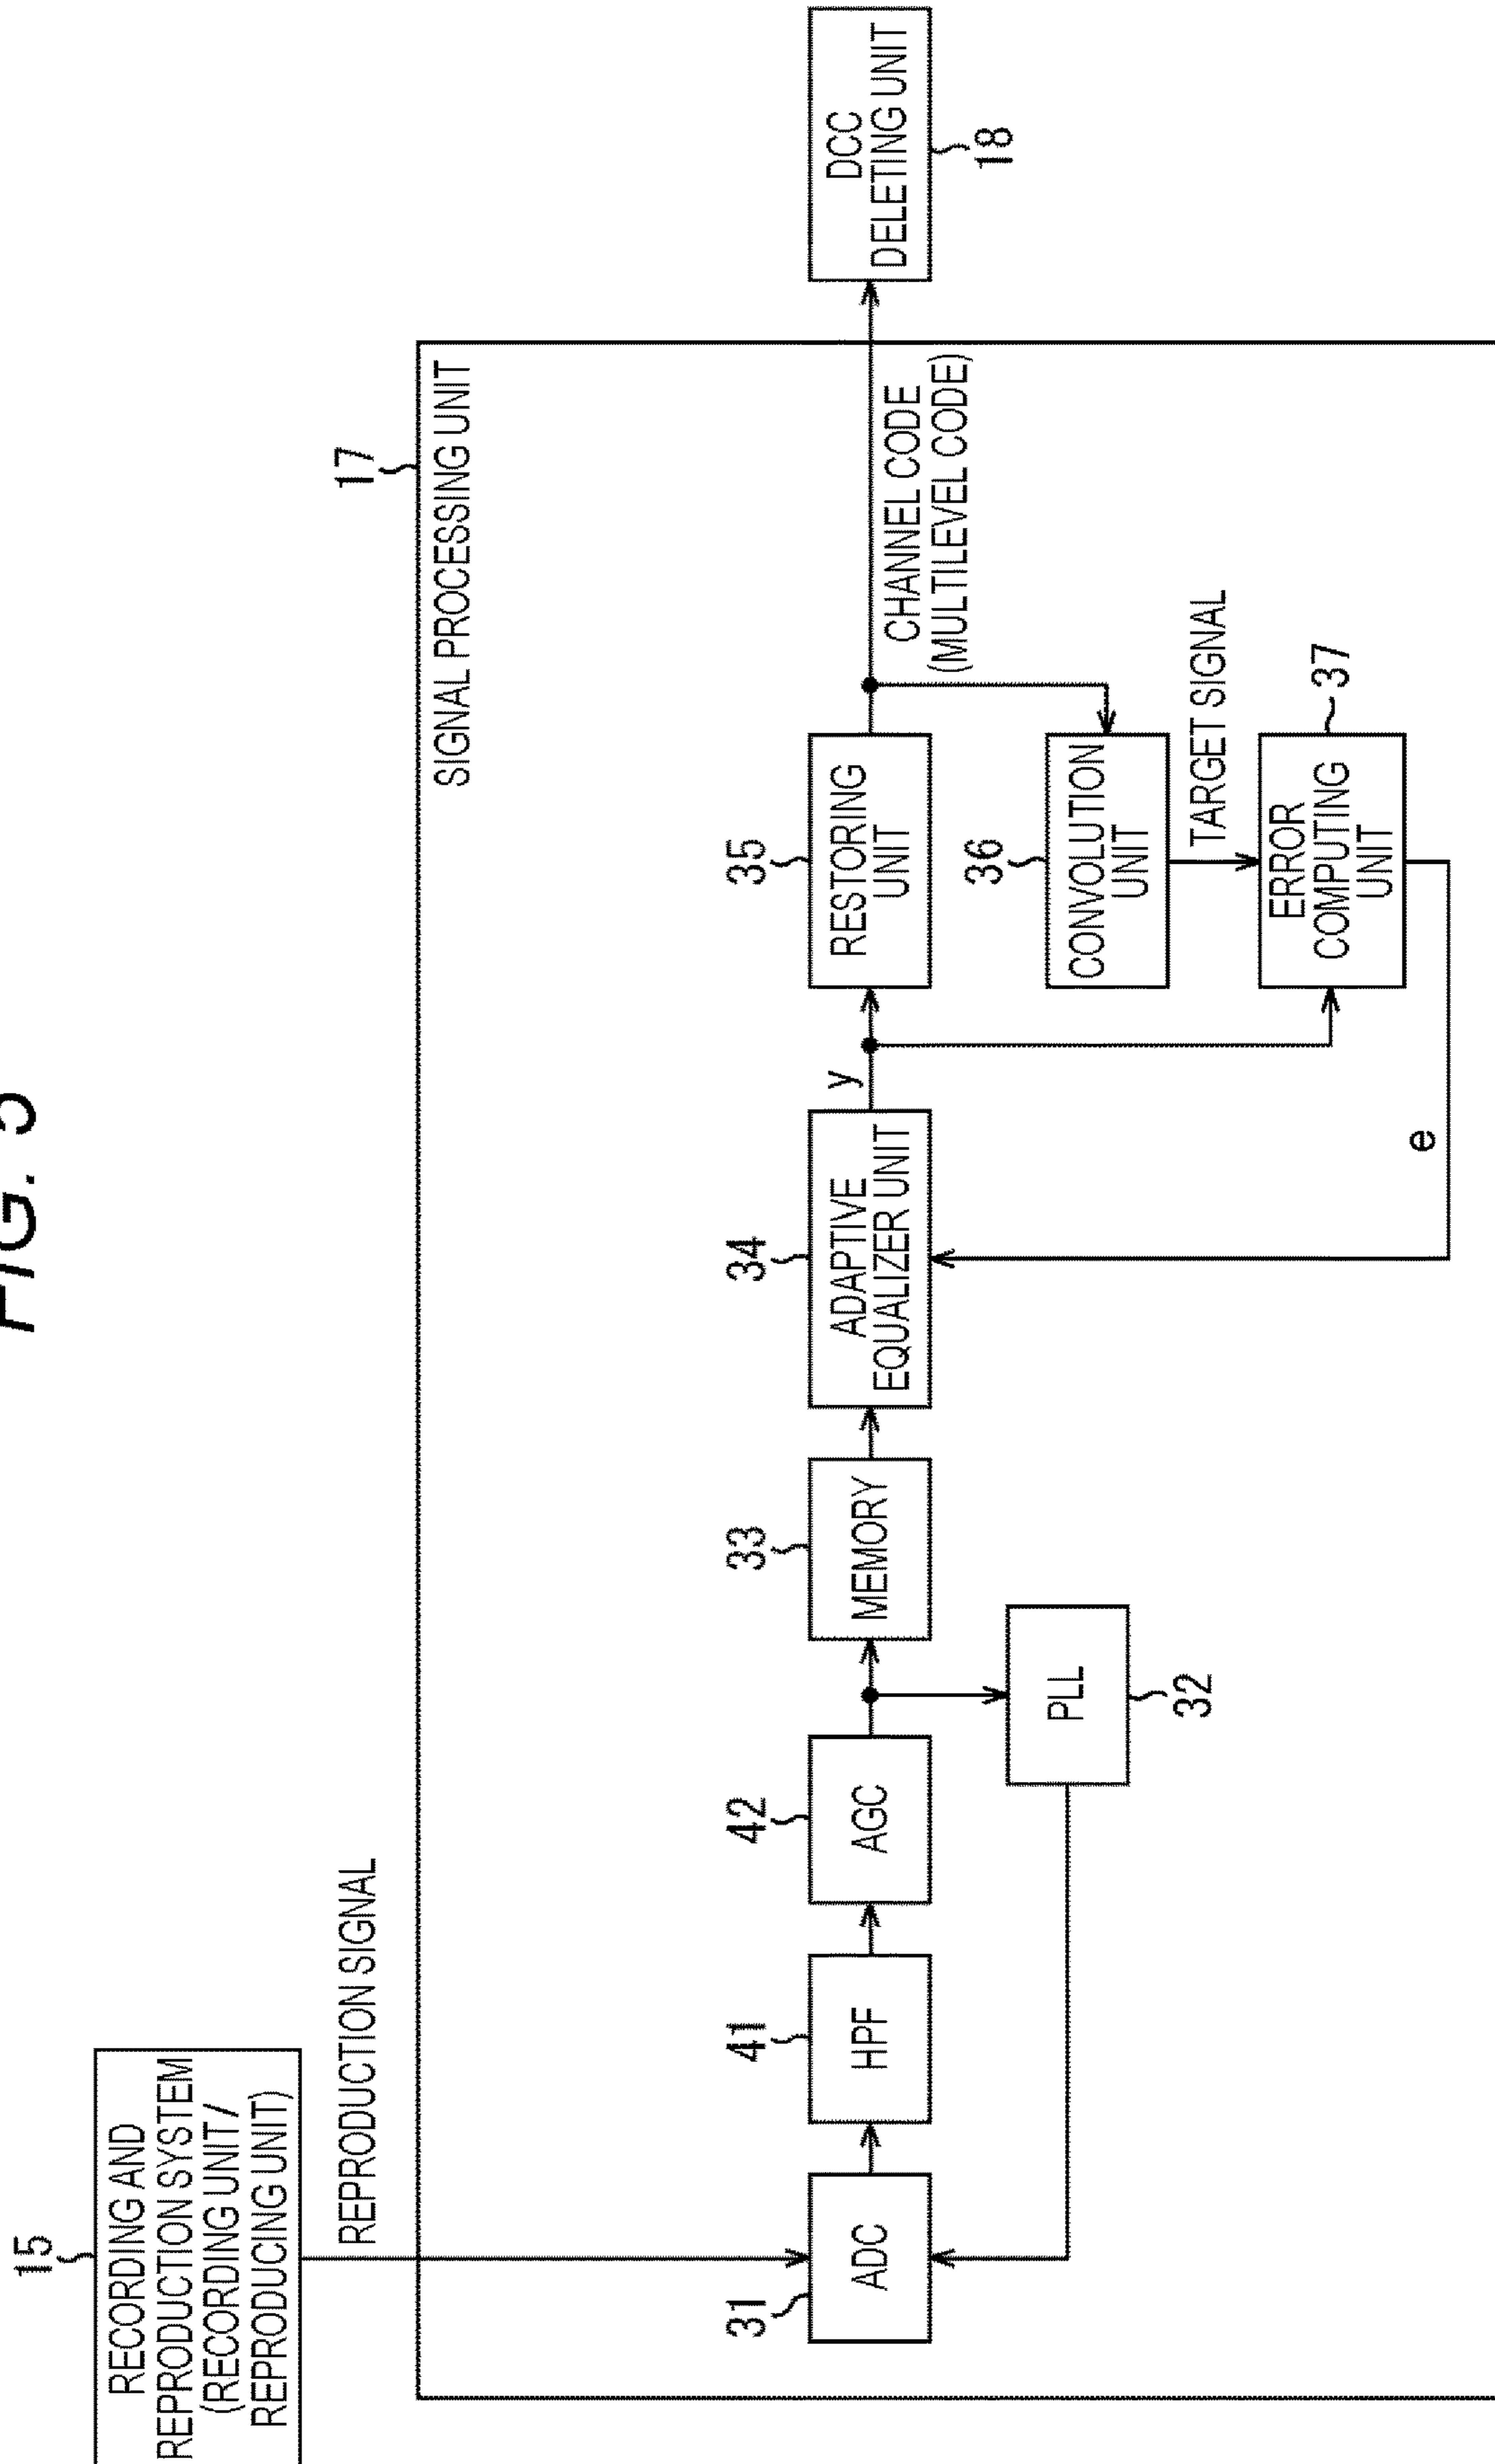 FIG. 5
15
RECORDING AND
REPRODUCTION SYSTEM
(RECORDING UNIT /
REPRODUCING UNIT)
REPRODUCTION SIGNAL
17
SIGNAL PROCESSING UNIT
31
ADC
41
HPF
42
AGC
33
MEMORY
34
ADAPTIVE
EQUALIZER UNIT
y
35
RESTORING
UNIT
CHANNEL CODE
(MULTILEVEL CODE)
DCC
DELETING UNIT
18
PLL
32
36
CONVOLUTION
UNIT
TARGET SIGNAL
ERROR
COMPUTING
UNIT
37
e